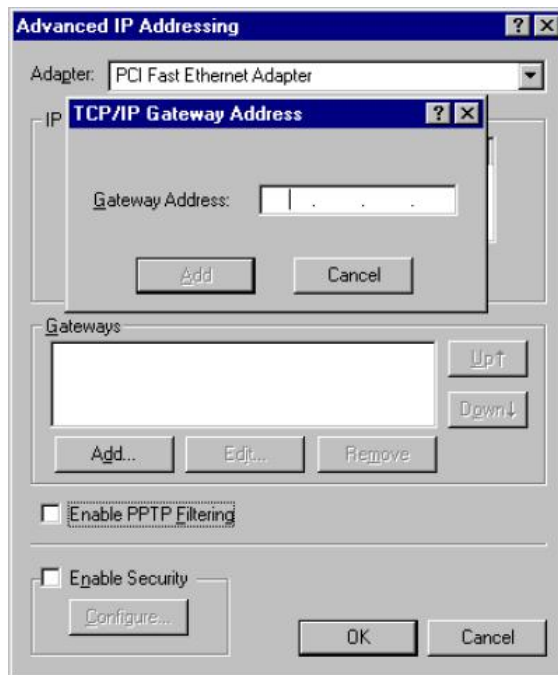 Advanced IP Addressing
Adapter: PCI Fast Ethernet Adapter
IP
TCP/IP Gateway Address
Gateway Address: . . .
Add Cancel
Gateways
Up↑
Down↓
Add... Edit... Remove
Enable PPTP Filtering
Enable Security
Configure...
OK Cancel